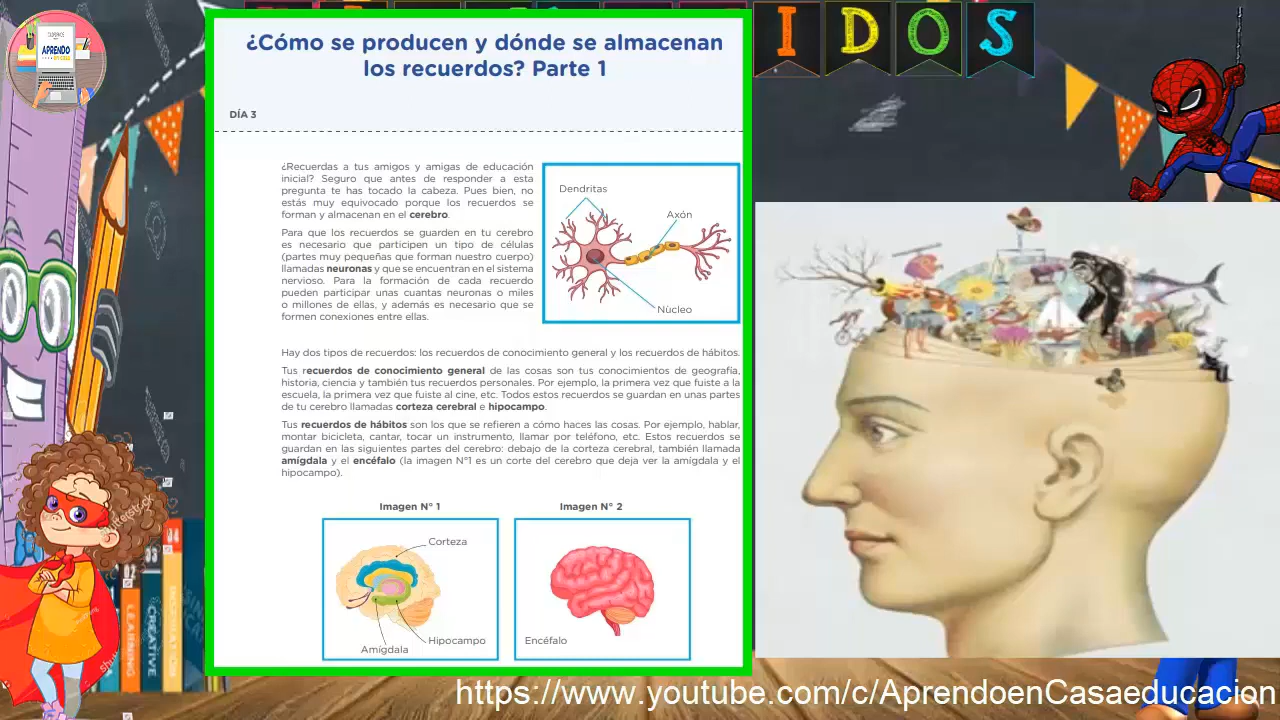 IDOS
CUADERNOS
APRENDO
EN CASA
¿Cómo se producen y dónde se almacenan
los recuerdos? Parte 1
DÍA 3
¿Recuerdas a tus amigos y amigas de educación
inicial? Seguro que antes de responder a esta
pregunta te has tocado la cabeza. Pues bien, no
estás muy equivocado porque los recuerdos se
forman y almacenan en el cerebro.
Para que los recuerdos se guarden en tu cerebro
es necesario que participen un tipo de células
(partes muy pequeñas que forman nuestro cuerpo)
llamadas neuronas y que se encuentran en el sistema
nervioso. Para la formación de cada recuerdo
pueden participar unas cuantas neuronas o miles
o millones de ellas, y además es necesario que se
formen conexiones entre ellas.
Dendritas
Axón
Núcleo
Hay dos tipos de recuerdos: los recuerdos de conocimiento general y los recuerdos de hábitos.
Tus recuerdos de conocimiento general de las cosas son tus conocimientos de geografía,
historia, ciencia y también tus recuerdos personales. Por ejemplo, la primera vez que fuiste a la
escuela, la primera vez que fuiste al cine, etc. Todos estos recuerdos se guardan en unas partes
de tu cerebro llamadas corteza cerebral e hipocampo.
Tus recuerdos de hábitos son los que se refieren a cómo haces las cosas. Por ejemplo, hablar,
montar bicicleta, cantar, tocar un instrumento, llamar por teléfono, etc. Estos recuerdos se
guardan en las siguientes partes del cerebro: debajo de la corteza cerebral, también llamada
amígdala y el encéfalo (la imagen N°1 es un corte del cerebro que deja ver la amígdala y el
hipocampo).
Imagen N° 1
Corteza
Hipocampo
Amígdala
Imagen N° 2
Encéfalo
shutterstock
LEARNING
CREATIVE
EDUCATION
https://www.youtube.com/c/AprendoenCasaeducacion